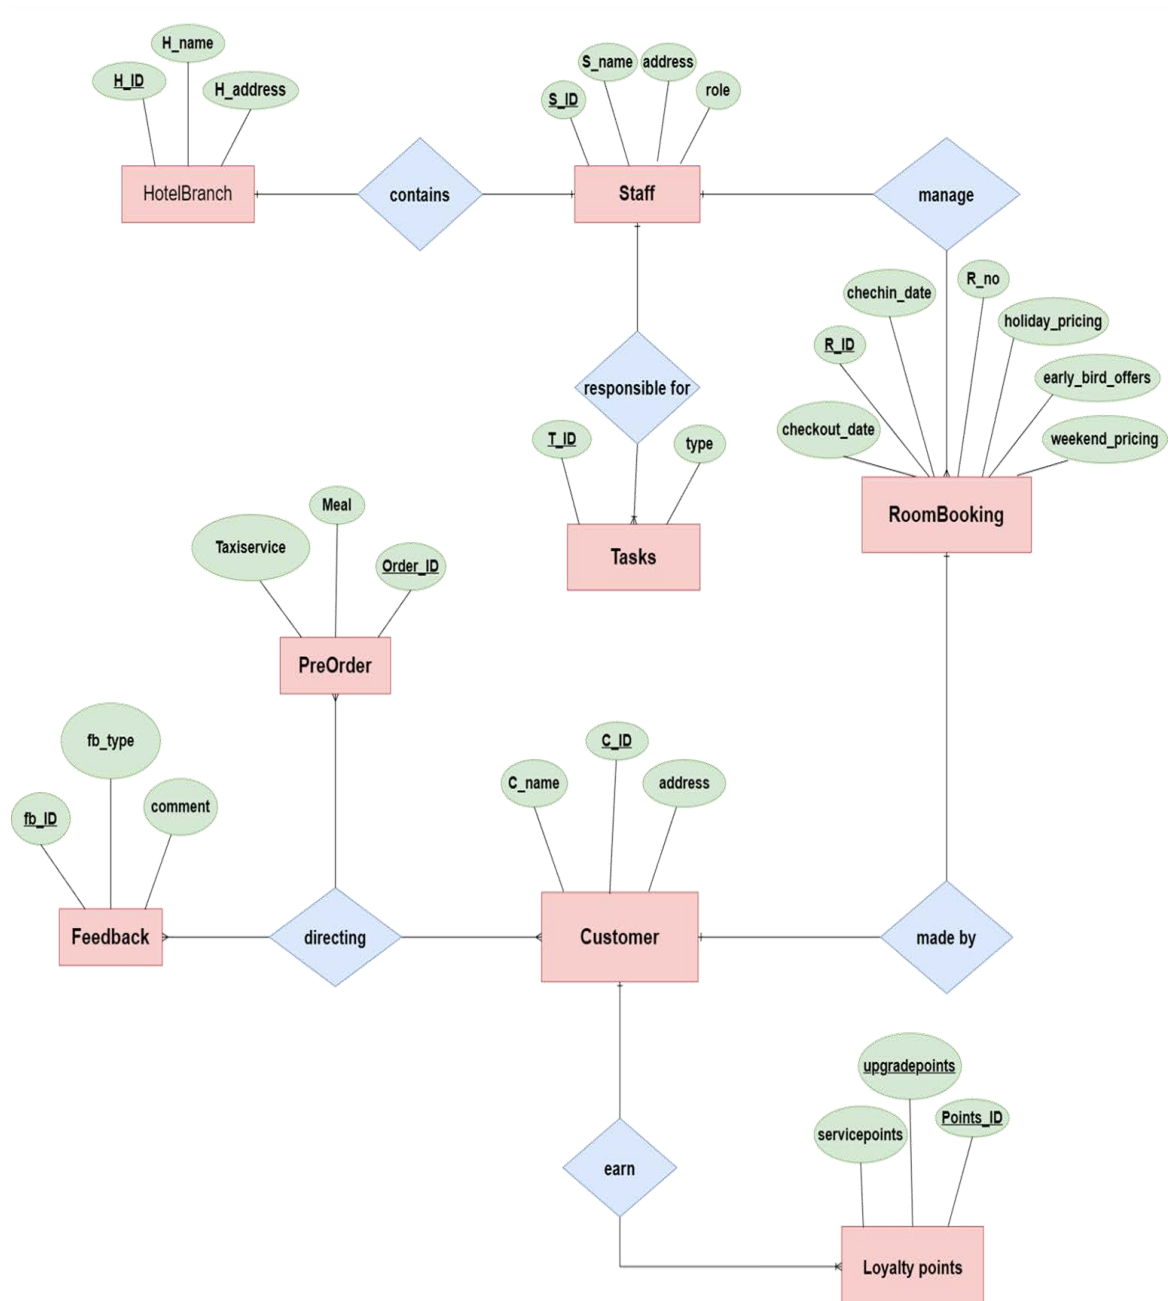 H_name
H_ID
H_address
S_name
address
S_ID
role
HotelBranch
contains
Staff
manage
chechin_date
R_no
holiday_pricing
R_ID
early_bird_offers
checkout_date
weekend_pricing
responsible for
T_ID
type
RoomBooking
Tasks
Meal
Taxiservice
Order_ID
PreOrder
fb_type
fb_ID
comment
C_ID
C_name
address
Feedback
directing
Customer
made by
upgradepoints
Points_ID
servicepoints
earn
Loyalty points